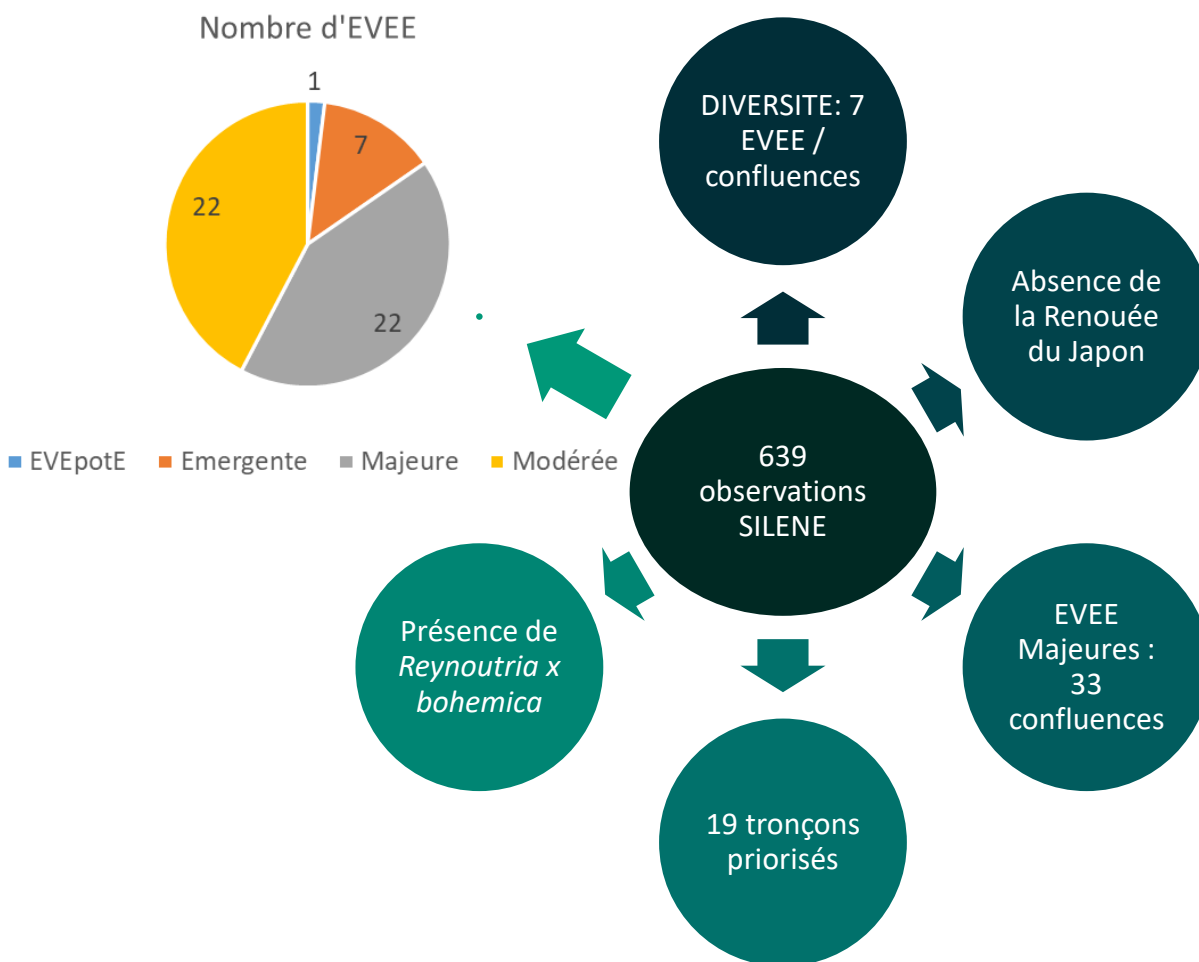 Nombre d'EVEE
1
7
22
22
EVEpotE
Emergente
Majeure
Modérée
DIVERSITE: 7
EVEE /
confluences
Absence de
la Renouée
du Japon
639
observations
SILENE
EVEE
Majeures :
33
confluences
19 tronçons
priorisés
Présence de
Reynoutria x
bohemica